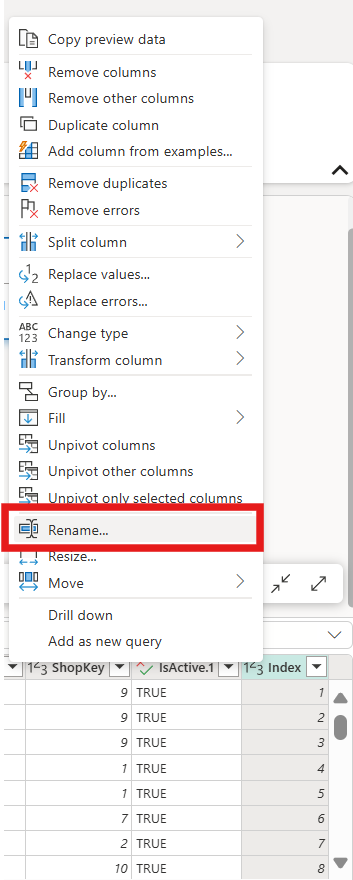 Copy preview data
Remove columns
Remove other columns
Duplicate column
Add column from examples...
Remove duplicates
Remove errors
Split column
1
2
Replace values...
Replace errors...
ABC
123
Change type
Transform column
Group by...
Fill
Unpivot columns
Unpivot other columns
Unpivot only selected columns
Rename...
Resize...
Move
Drill down
Add as new query
123 ShopKey IsActive.1 123 Index
9 TRUE 1
9 TRUE 2
9 TRUE 3
1 TRUE 4
1 TRUE 5
7 TRUE 6
2 TRUE 7
10 TRUE 8